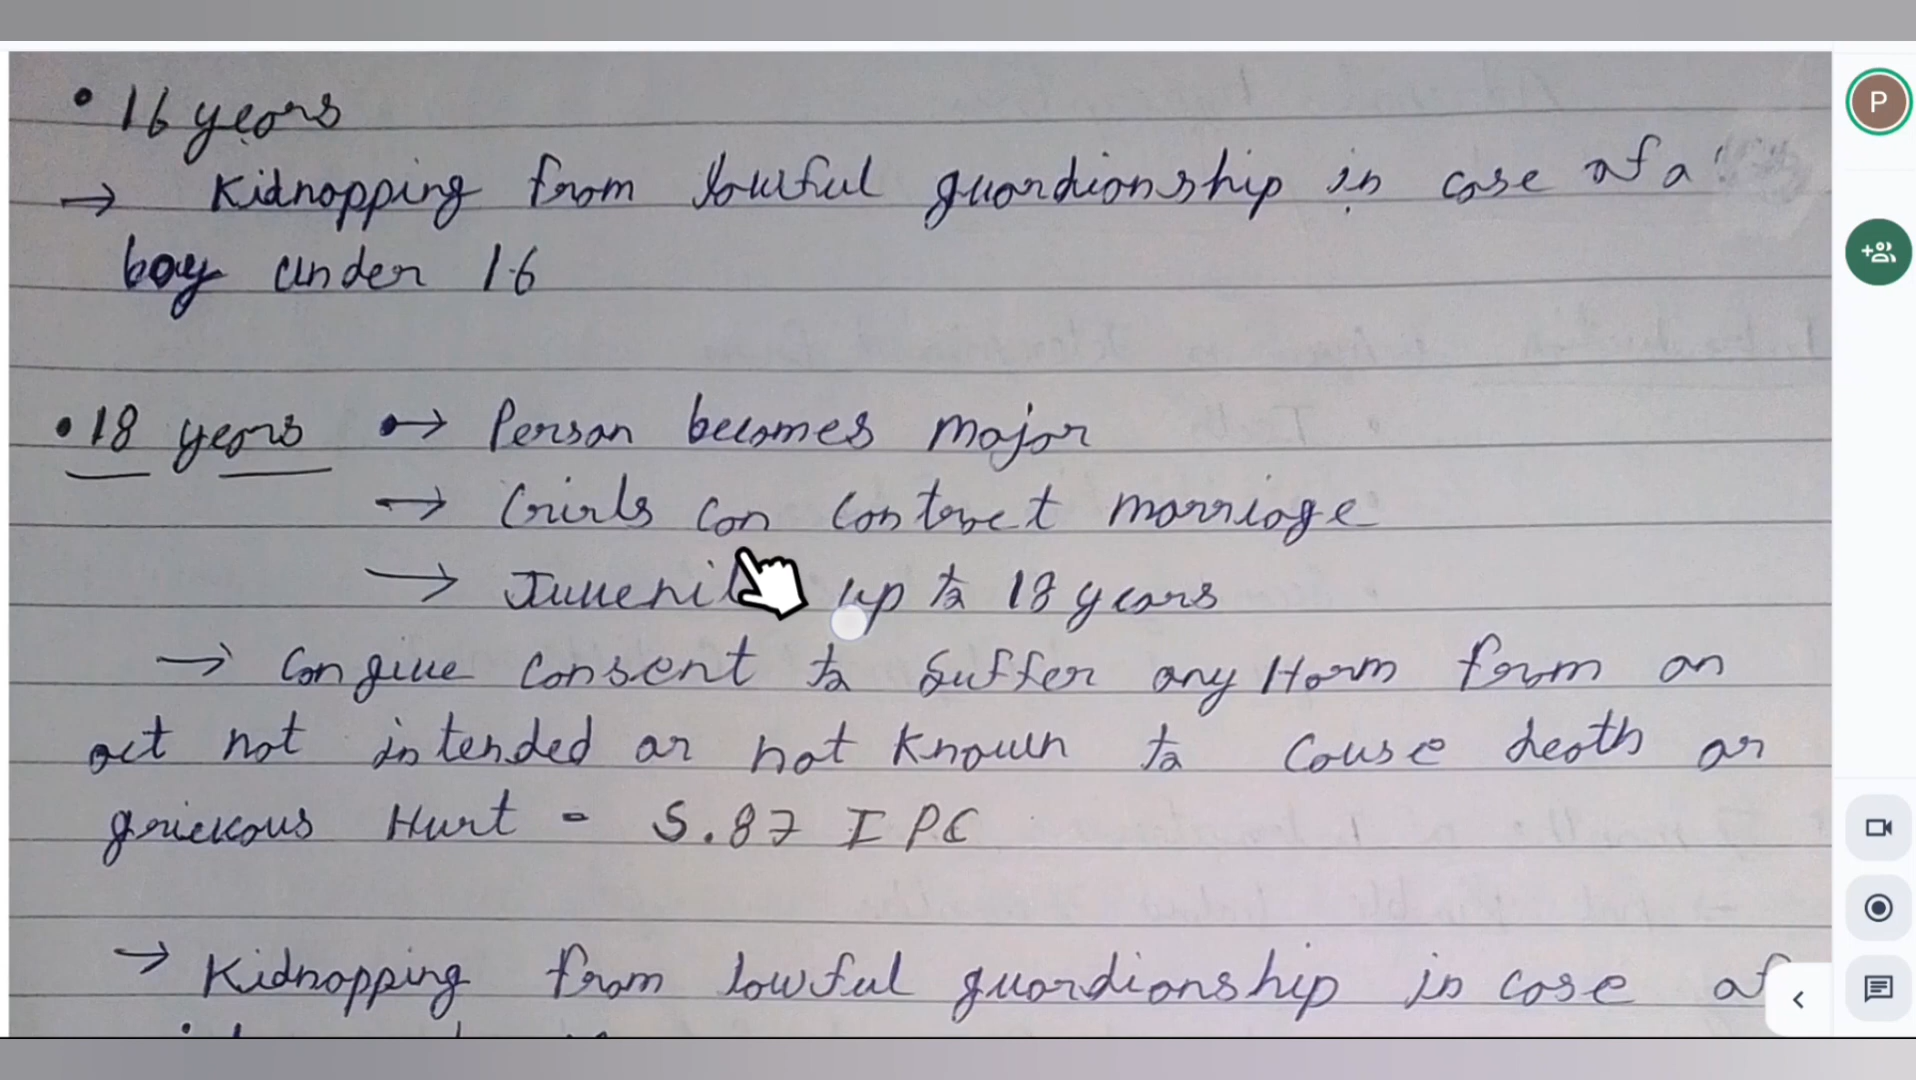 • 16 years
→ Kidnapping from lawful guardianship in case of a
boy under 16
• 18 years → Person becomes major
→ Girls can contract marriage
→ Juvenile up to 18 years
→ Can give consent to suffer any Harm from an
act not intended or not known to cause death or
grievous Hurt - S.87 IPC
→ Kidnapping from lawful guardianship in case of
P